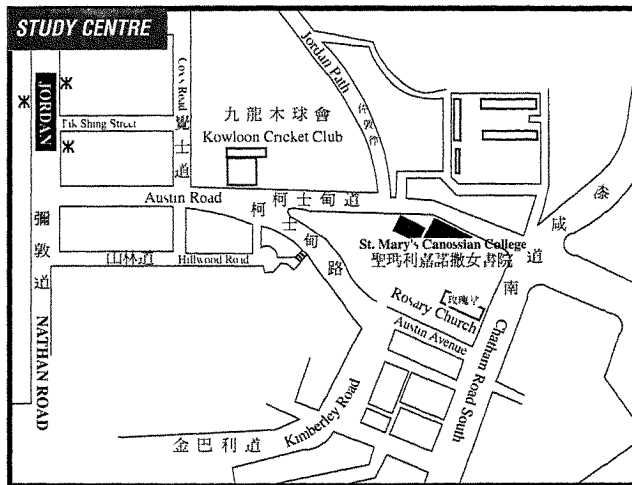 STUDY CENTRE
JORDAN
Cox's Road
覺士道
Tak Shing Street
Jordan Path
佐敦徑
九龍木球會
Kowloon Cricket Club
Austin Road
柯士甸道
柯士甸路
山林道
Hillwood Road
St. Mary's Canossian College
聖瑪利嘉諾撒女書院
漆咸道南
Rosary Church
玫瑰堂
Austin Avenue
Chatham Road South
彌敦道
NATHAN ROAD
Kimberley Road
金巴利道